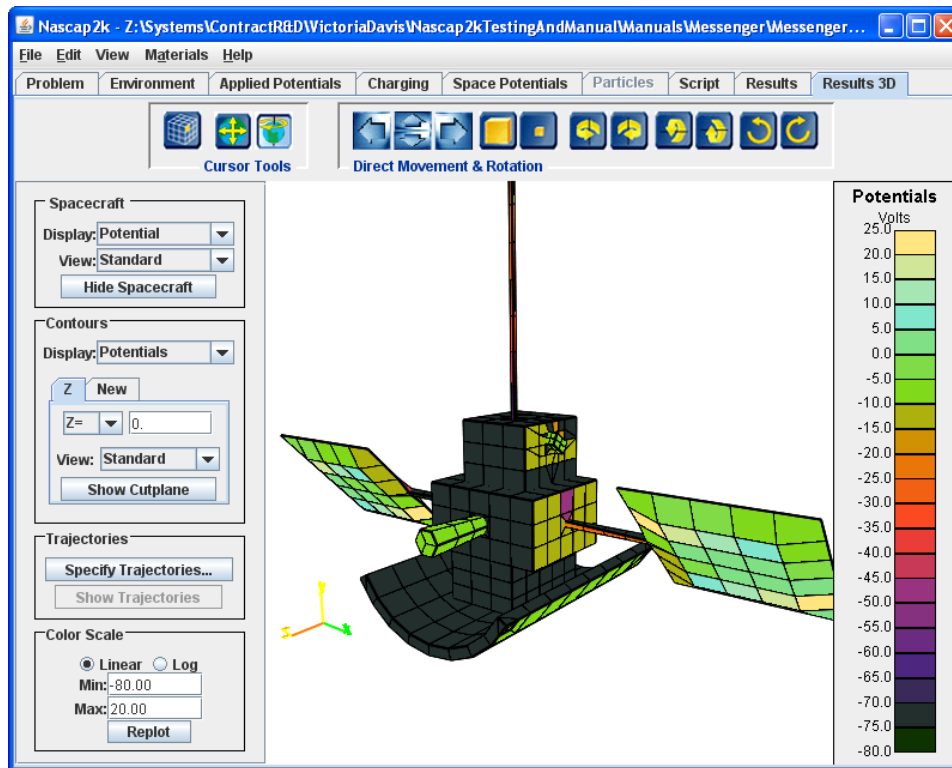 Nascap2k - Z:\Systems\ContractR&D\VictoriaDavis\Nascap2kTestingAndManual\Manuals\Messenger\Messenger...
File Edit View Materials Help
Problem Environment Applied Potentials Charging Space Potentials Particles Script Results Results 3D
Cursor Tools
Direct Movement & Rotation
Spacecraft
Display: Potential
View: Standard
Hide Spacecraft
Contours
Display: Potentials
Z New
Z= 0.
View: Standard
Show Cutplane
Trajectories
Specify Trajectories...
Show Trajectories
Color Scale
Linear Log
Min: -80.00
Max: 20.00
Replot
Y
X
Potentials
Volts
25.0
20.0
15.0
10.0
5.0
0.0
-5.0
-10.0
-15.0
-20.0
-25.0
-30.0
-35.0
-40.0
-45.0
-50.0
-55.0
-60.0
-65.0
-70.0
-75.0
-80.0